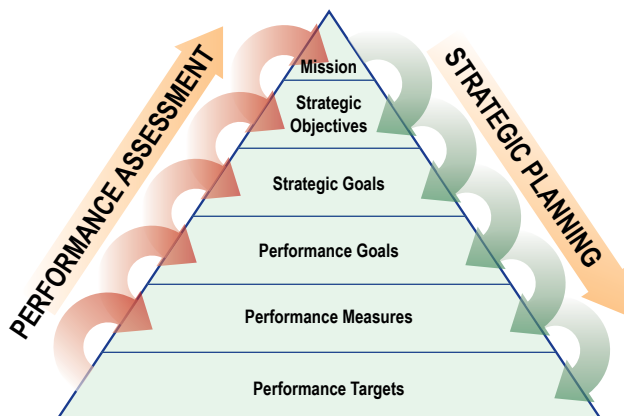 PERFORMANCE ASSESSMENT
STRATEGIC PLANNING
Mission
Strategic
Objectives
Strategic Goals
Performance Goals
Performance Measures
Performance Targets